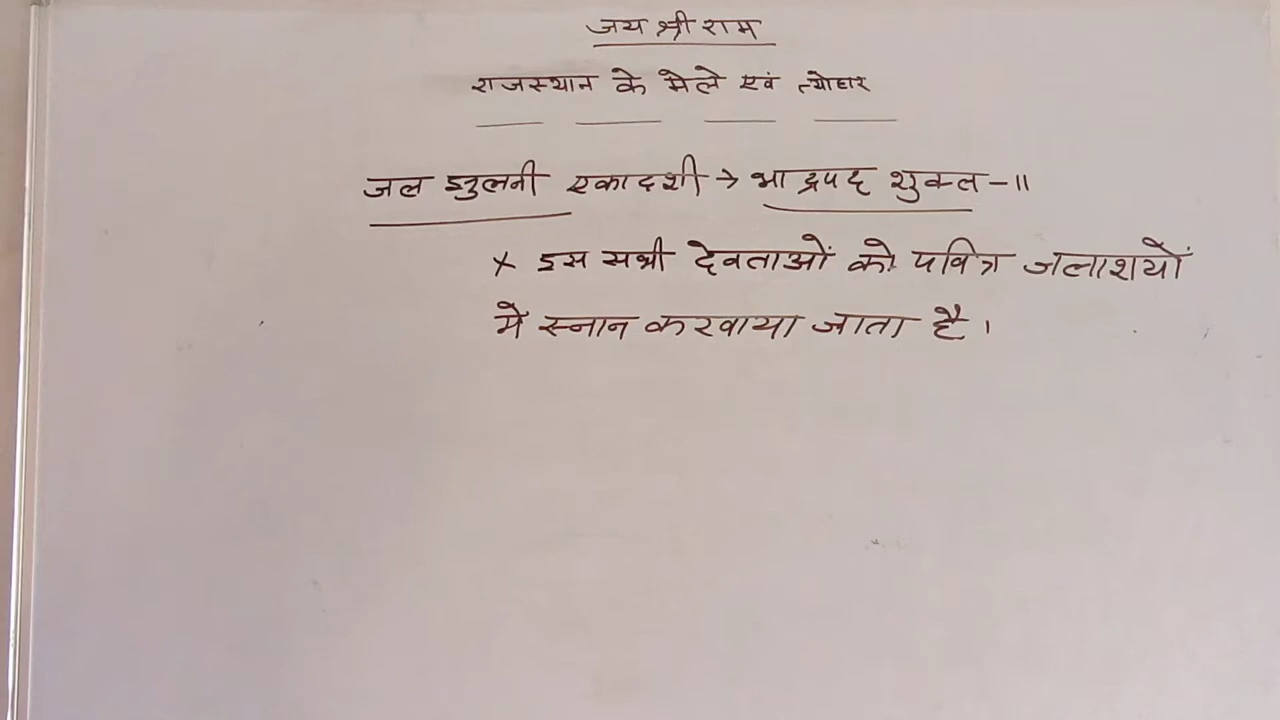 जय श्री राम
राजस्थान के मेले एवं त्योहार
जल झुलनी एकादशी → भाद्रपद शुक्ल - 11
× इस सभी देवताओं को पवित्र जलाशयों
में स्नान करवाया जाता है।